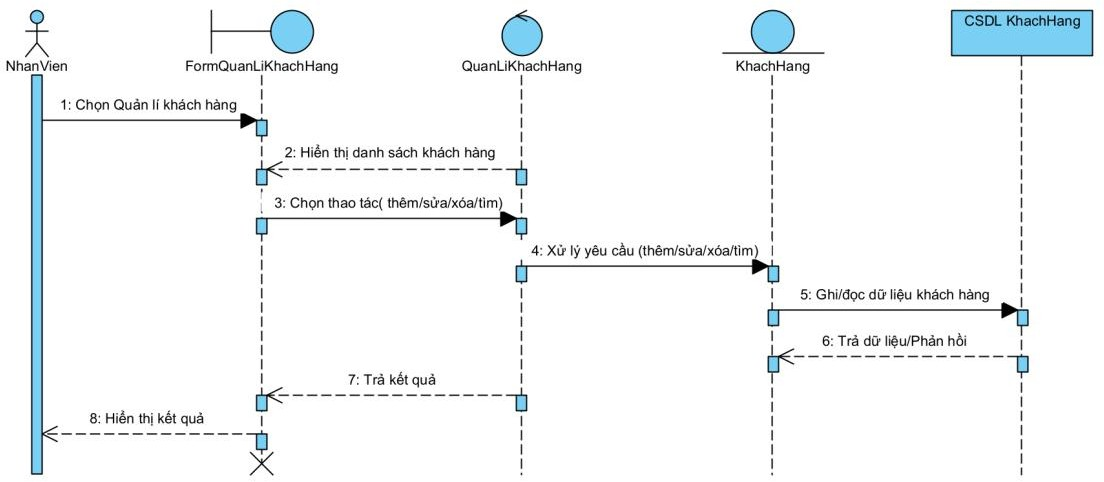 NhanVien
FormQuanLiKhachHang
QuanLiKhachHang
KhachHang
CSDL KhachHang
1: Chọn Quản lí khách hàng
2: Hiển thị danh sách khách hàng
3: Chọn thao tác( thêm/sửa/xóa/tìm)
4: Xử lý yêu cầu (thêm/sửa/xóa/tìm)
5: Ghi/đọc dữ liệu khách hàng
6: Trả dữ liệu/Phản hồi
7: Trả kết quả
8: Hiển thị kết quả